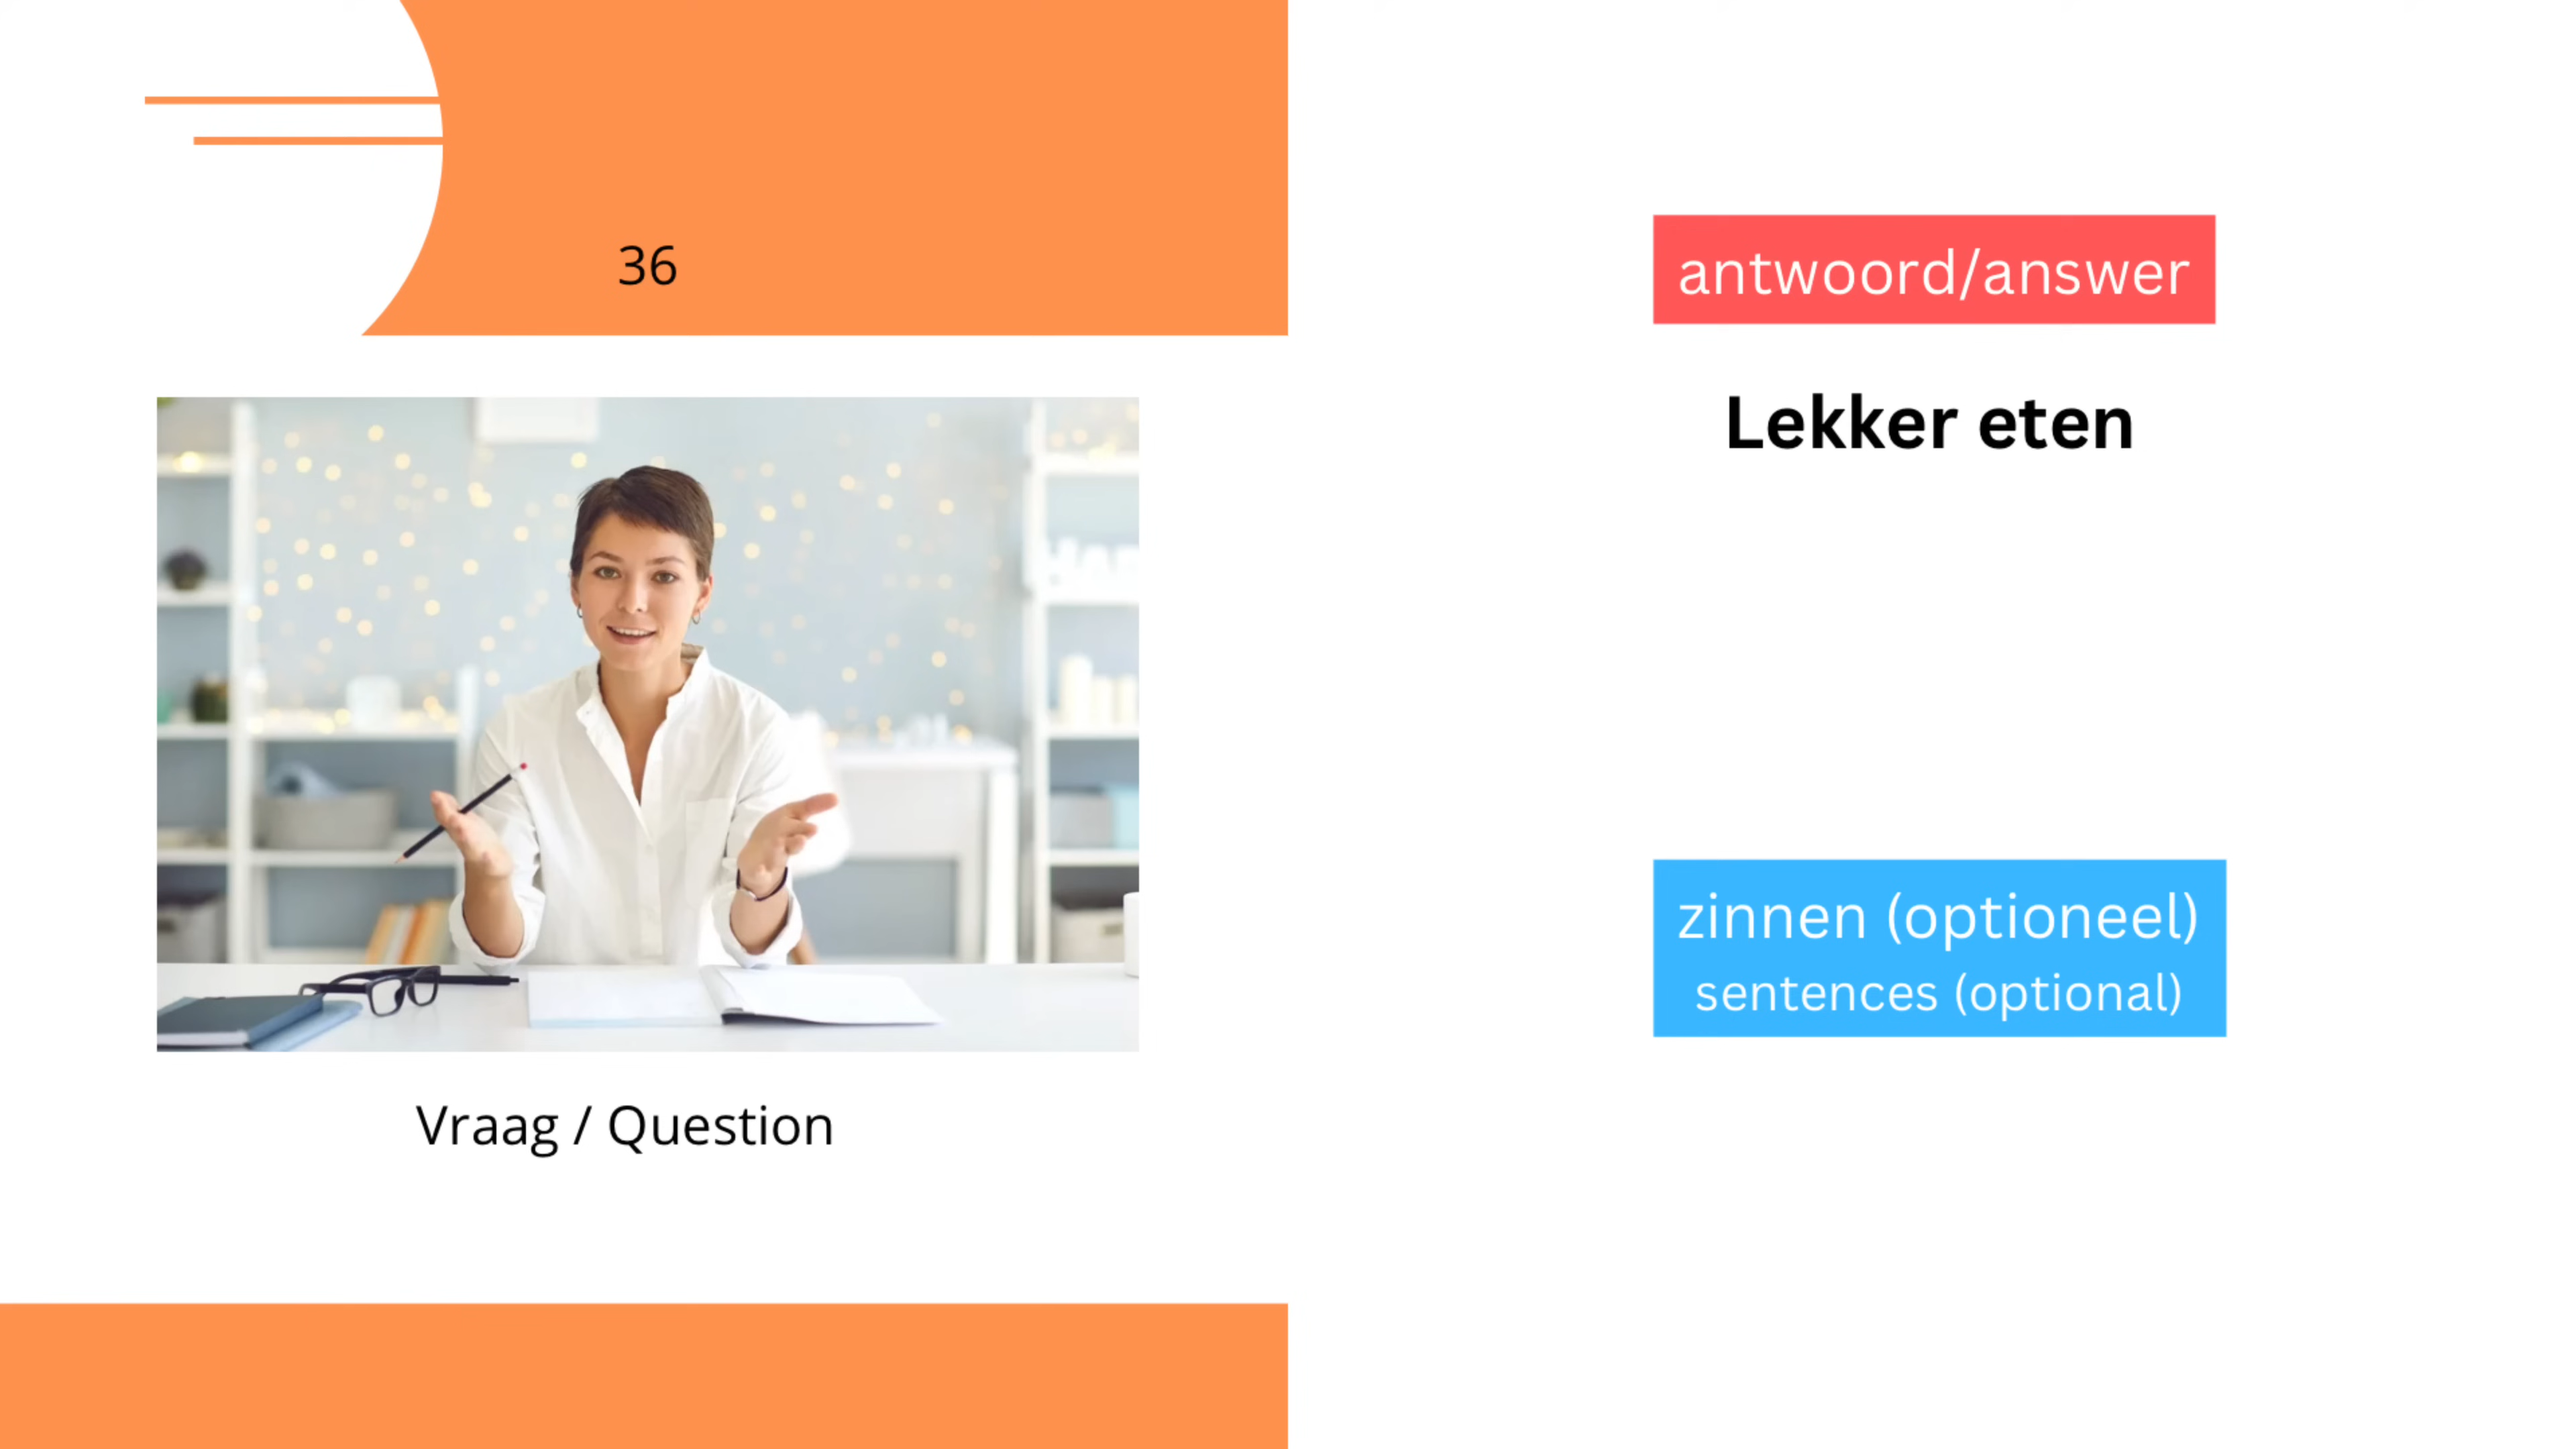 36
Vraag / Question
antwoord/answer
Lekker eten
zinnen (optioneel)
sentences (optional)